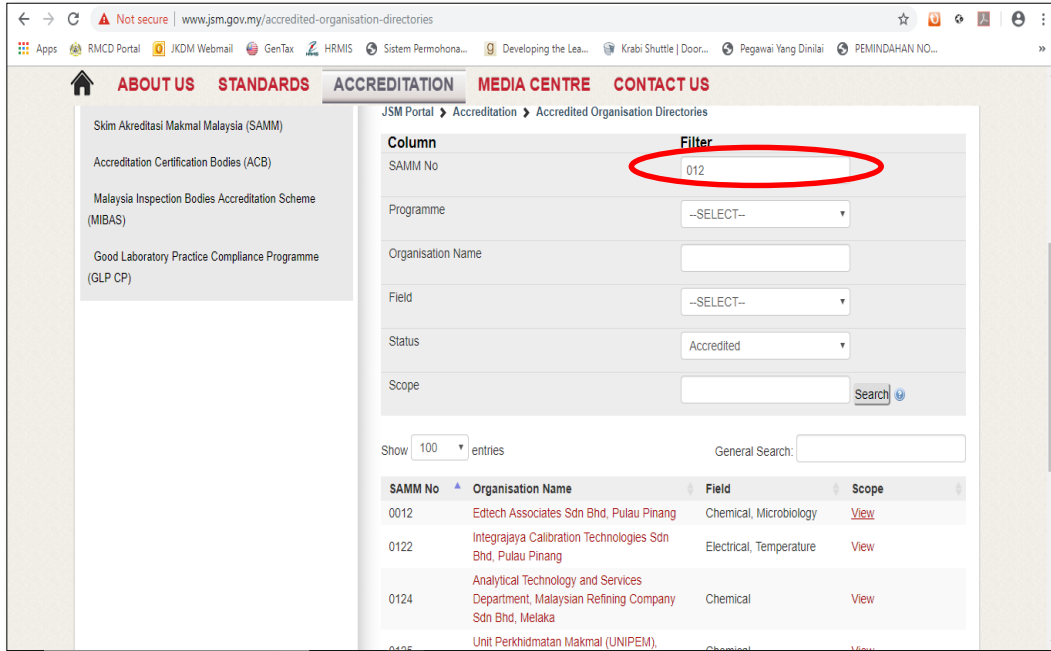 Not secure | www.jsm.gov.my/accredited-organisation-directories
Apps RMCD Portal JKDM Webmail GenTax HRMIS Sistem Permohona... Developing the Lea... Krabi Shuttle | Door... Pegawai Yang Dinilai PEMINDAHAN NO... »
ABOUT US STANDARDS ACCREDITATION MEDIA CENTRE CONTACT US
JSM Portal ❯ Accreditation ❯ Accredited Organisation Directories
Skim Akreditasi Makmal Malaysia (SAMM)
Accreditation Certification Bodies (ACB)
Malaysia Inspection Bodies Accreditation Scheme
(MIBAS)
Good Laboratory Practice Compliance Programme
(GLP CP)
Column Filter
SAMM No 012
Programme --SELECT--
Organisation Name
Field --SELECT--
Status Accredited
Scope Search
Show 100 entries General Search:
SAMM No Organisation Name Field Scope
0012 Edtech Associates Sdn Bhd, Pulau Pinang Chemical, Microbiology View
0122 Integrajaya Calibration Technologies Sdn
Bhd, Pulau Pinang Electrical, Temperature View
Analytical Technology and Services
0124 Department, Malaysian Refining Company Chemical View
Sdn Bhd, Melaka
Unit Perkhidmatan Makmal (UNIPEM),
0125 Chemical View